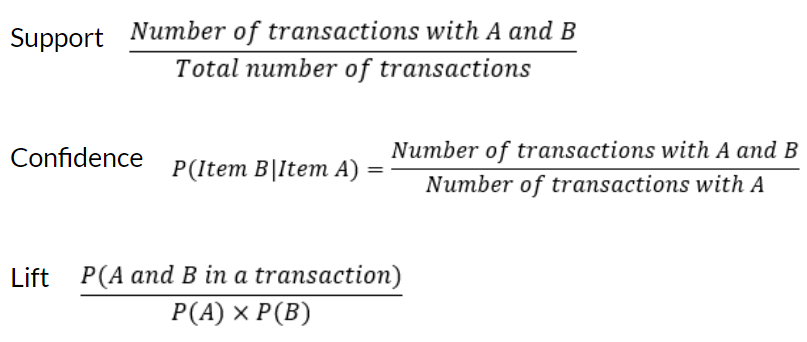 Support Number of transactions with A and B
Total number of transactions
Confidence P(Item B|Item A) = Number of transactions with A and B
Number of transactions with A
Lift P(A and B in a transaction)
P(A) × P(B)